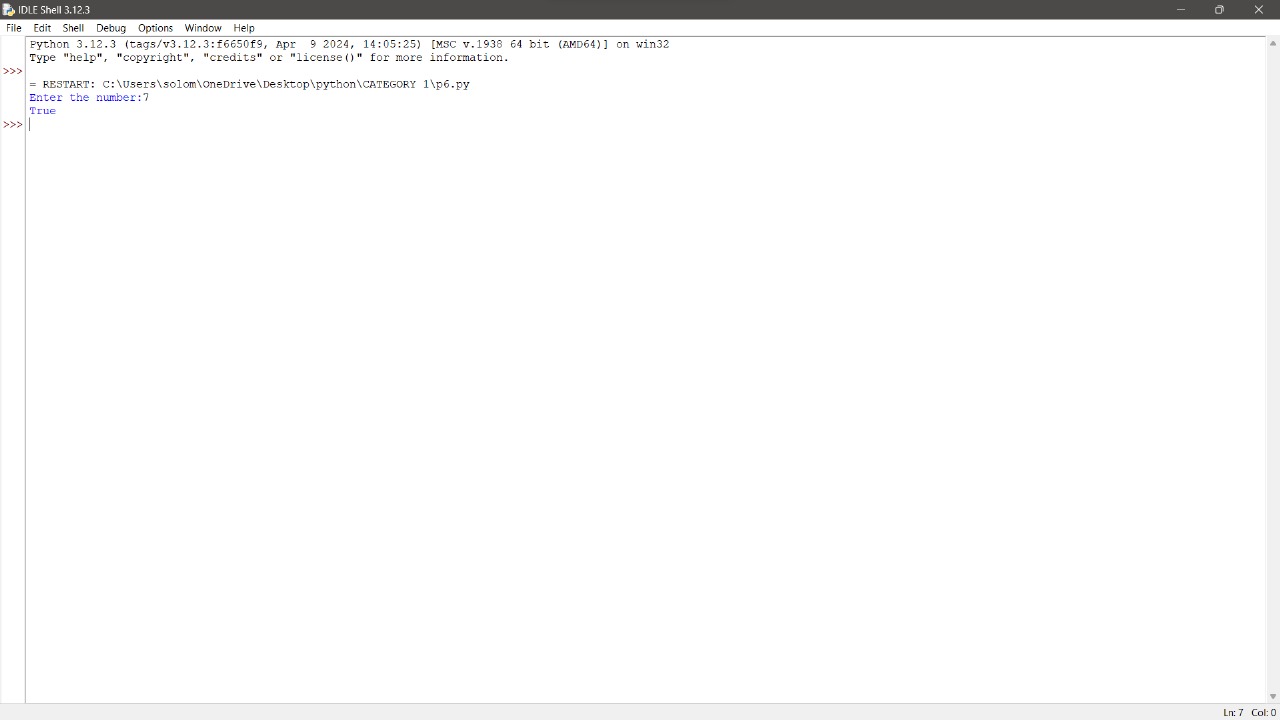 IDLE Shell 3.12.3
File Edit Shell Debug Options Window Help
Python 3.12.3 (tags/v3.12.3:f6650f9, Apr  9 2024, 14:05:25) [MSC v.1938 64 bit (AMD64)] on win32
Type "help", "copyright", "credits" or "license()" for more information.
>>>
= RESTART: C:\Users\solom\OneDrive\Desktop\python\CATEGORY 1\p6.py
Enter the number:7
True
>>>
Ln: 7 Col: 0